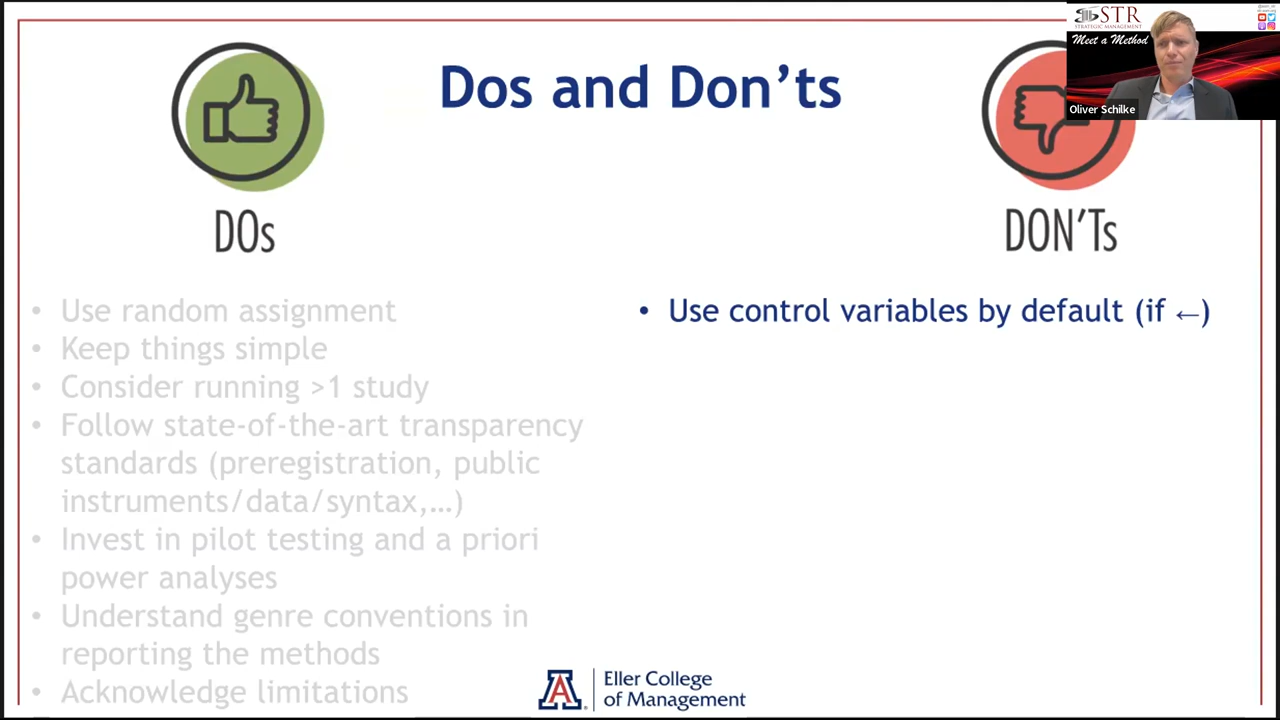 STR
STRATEGIC MANAGEMENT
Meet a Method
Oliver Schilke
Dos and Don'ts
DOs
DON'Ts
• Use random assignment
• Keep things simple
• Consider running >1 study
• Follow state-of-the-art transparency
standards (preregistration, public
instruments/data/syntax,…)
• Invest in pilot testing and a priori
power analyses
• Understand genre conventions in
reporting the methods
• Acknowledge limitations
• Use control variables by default (if ←)
A
Eller College
of Management